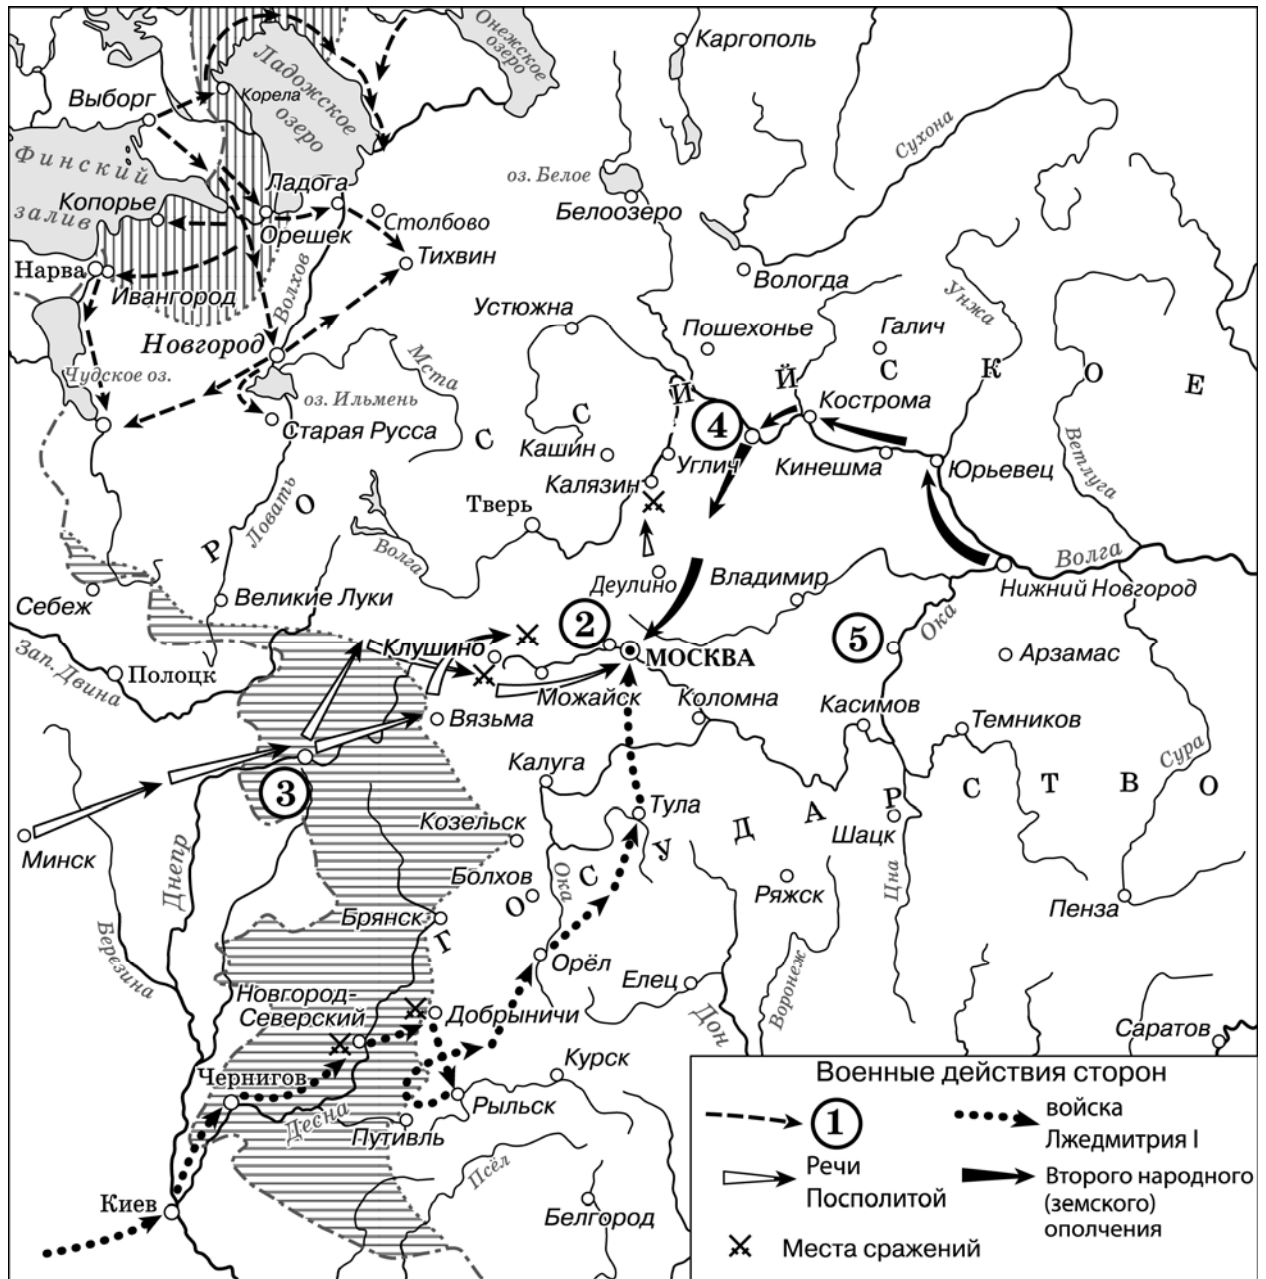 Каргополь
Онежское
озеро
Ладожское
озеро
Корела
Выборг
Сухона
Финский
залив
оз. Белое
Белоозеро
Ладога
Копорье
Столбово
Орешек
Тихвин
Нарва
Ивангород
Волхов
Вологда
Унжа
Устюжна
Пошехонье
Галич
Новгород
Мста
Чудское оз.
оз. Ильмень
Старая Русса
РОССИЙСКОЕ
Кострома
4
Кашин
Углич
Кинешма
Юрьевец
Ветлуга
Калязин
Тверь
Ловать
Волга
Волга
Деулино
Владимир
Нижний Новгород
Себеж
Великие Луки
Зап. Двина
Полоцк
Клушино
2
МОСКВА
5
Ока
Арзамас
Можайск
Коломна
Касимов
Темников
Вязьма
Сура
3
Калуга
Тула
ГОСУДАРСТВО
Минск
Козельск
Шацк
Днепр
Болхов
Ока
Ряжск
Цна
Пенза
Брянск
Березина
Орёл
Елец
Воронеж
Дон
Новгород-
Северский
Добрыничи
Саратов
Курск
Чернигов
Рыльск
Десна
Путивль
Псёл
Киев
Белгород
Военные действия сторон
1
войска
Лжедмитрия I
Речи
Посполитой
Второго народного
(земского)
ополчения
Места сражений